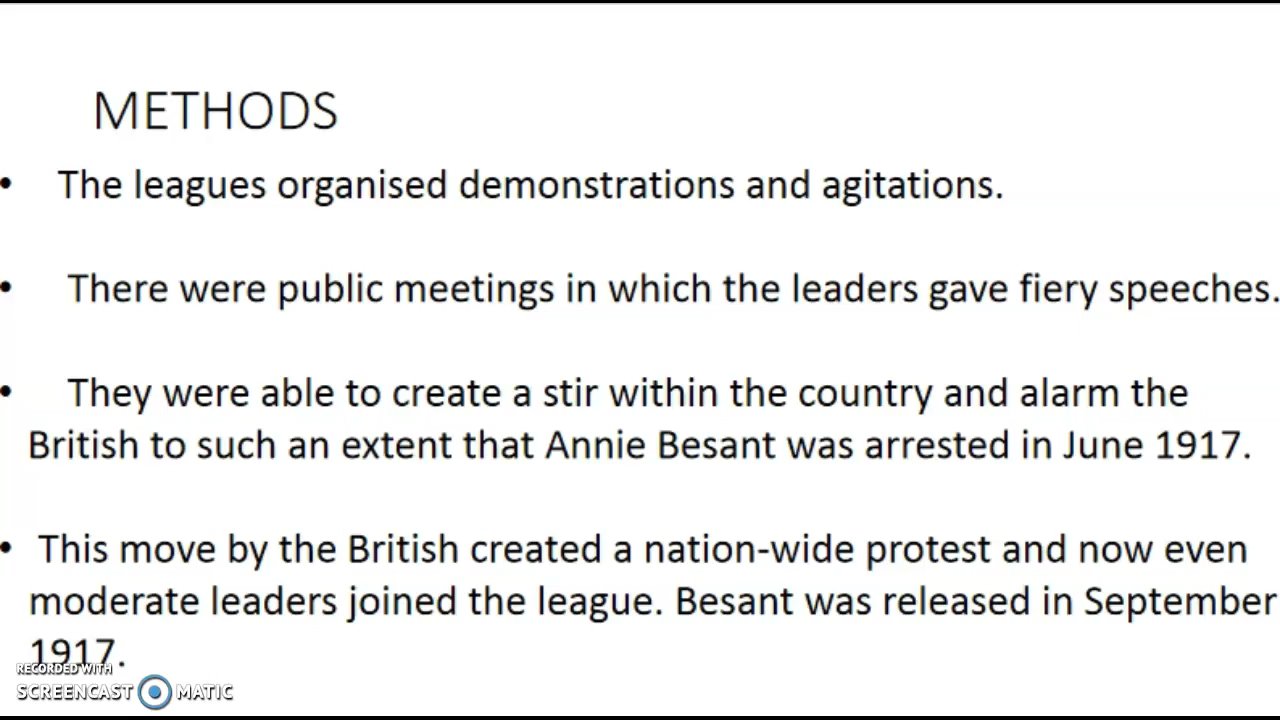 METHODS
• The leagues organised demonstrations and agitations.
• There were public meetings in which the leaders gave fiery speeches.
• They were able to create a stir within the country and alarm the
British to such an extent that Annie Besant was arrested in June 1917.
• This move by the British created a nation-wide protest and now even
moderate leaders joined the league. Besant was released in September
1917.
RECORDED WITH
SCREENCAST MATIC